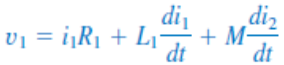 v₁ = i₁R₁ + L₁ di₁/dt + M di₂/dt